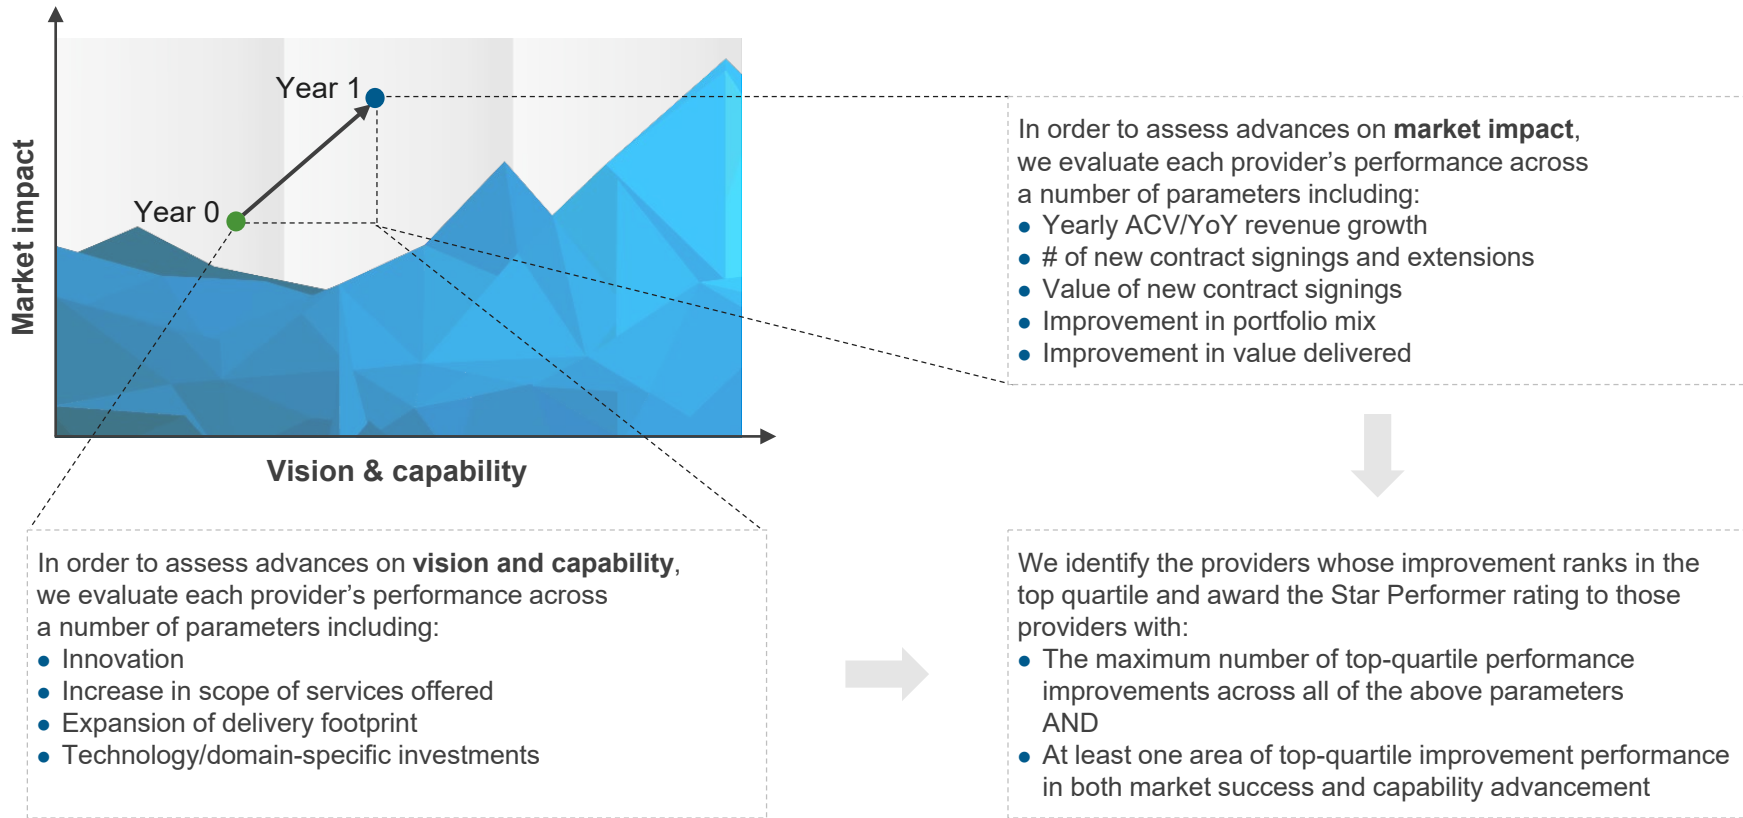 Year 1
Year 0
Market impact
Vision & capability
In order to assess advances on market impact,
we evaluate each provider’s performance across
a number of parameters including:
● Yearly ACV/YoY revenue growth
● # of new contract signings and extensions
● Value of new contract signings
● Improvement in portfolio mix
● Improvement in value delivered
In order to assess advances on vision and capability,
we evaluate each provider’s performance across
a number of parameters including:
● Innovation
● Increase in scope of services offered
● Expansion of delivery footprint
● Technology/domain-specific investments
We identify the providers whose improvement ranks in the
top quartile and award the Star Performer rating to those
providers with:
● The maximum number of top-quartile performance
improvements across all of the above parameters
AND
● At least one area of top-quartile improvement performance
in both market success and capability advancement